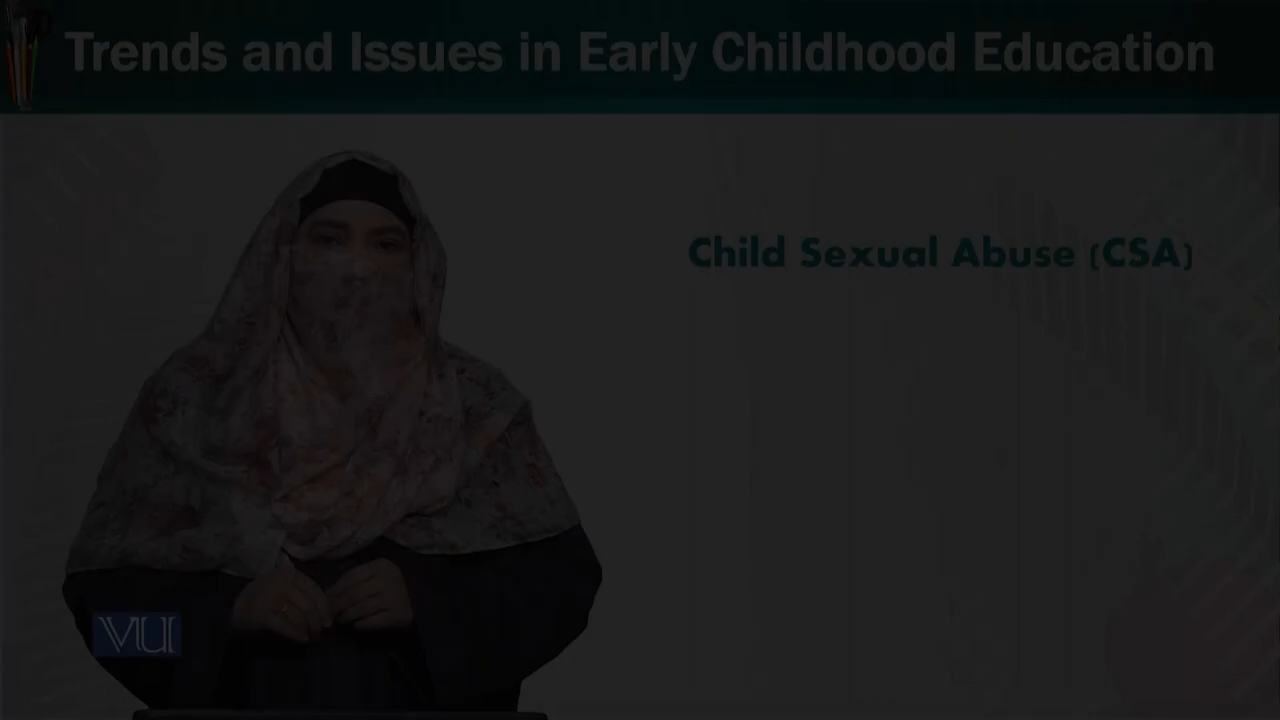 Trends and Issues in Early Childhood Education
Child Sexual Abuse (CSA)
VU